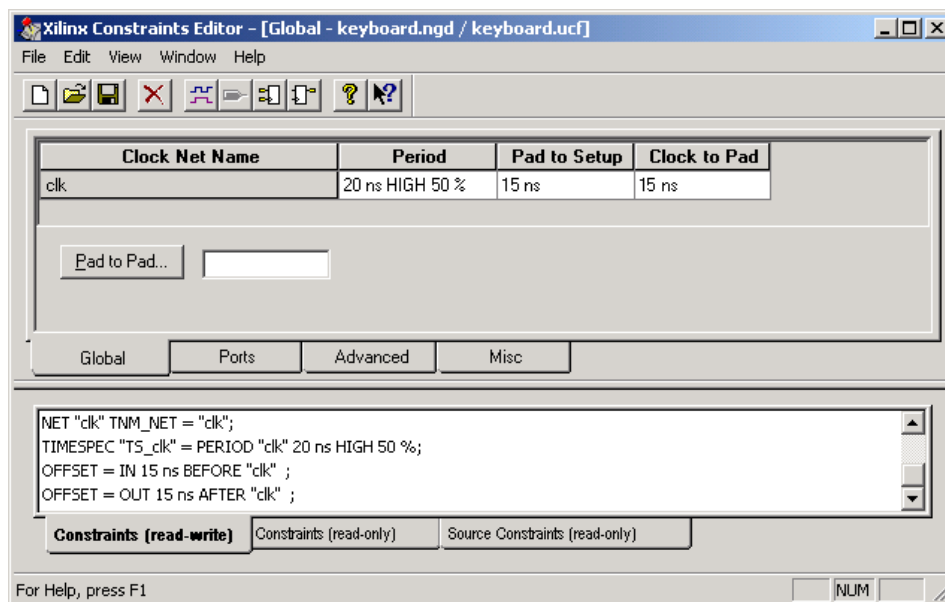 Xilinx Constraints Editor - [Global - keyboard.ngd / keyboard.ucf]
File Edit View Window Help
Clock Net Name Period Pad to Setup Clock to Pad
clk 20 ns HIGH 50 % 15 ns 15 ns
Pad to Pad...
Global Ports Advanced Misc
NET "clk" TNM_NET = "clk";
TIMESPEC "TS_clk" = PERIOD "clk" 20 ns HIGH 50 %;
OFFSET = IN 15 ns BEFORE "clk" ;
OFFSET = OUT 15 ns AFTER "clk" ;
Constraints (read-write) Constraints (read-only) Source Constraints (read-only)
For Help, press F1 NUM